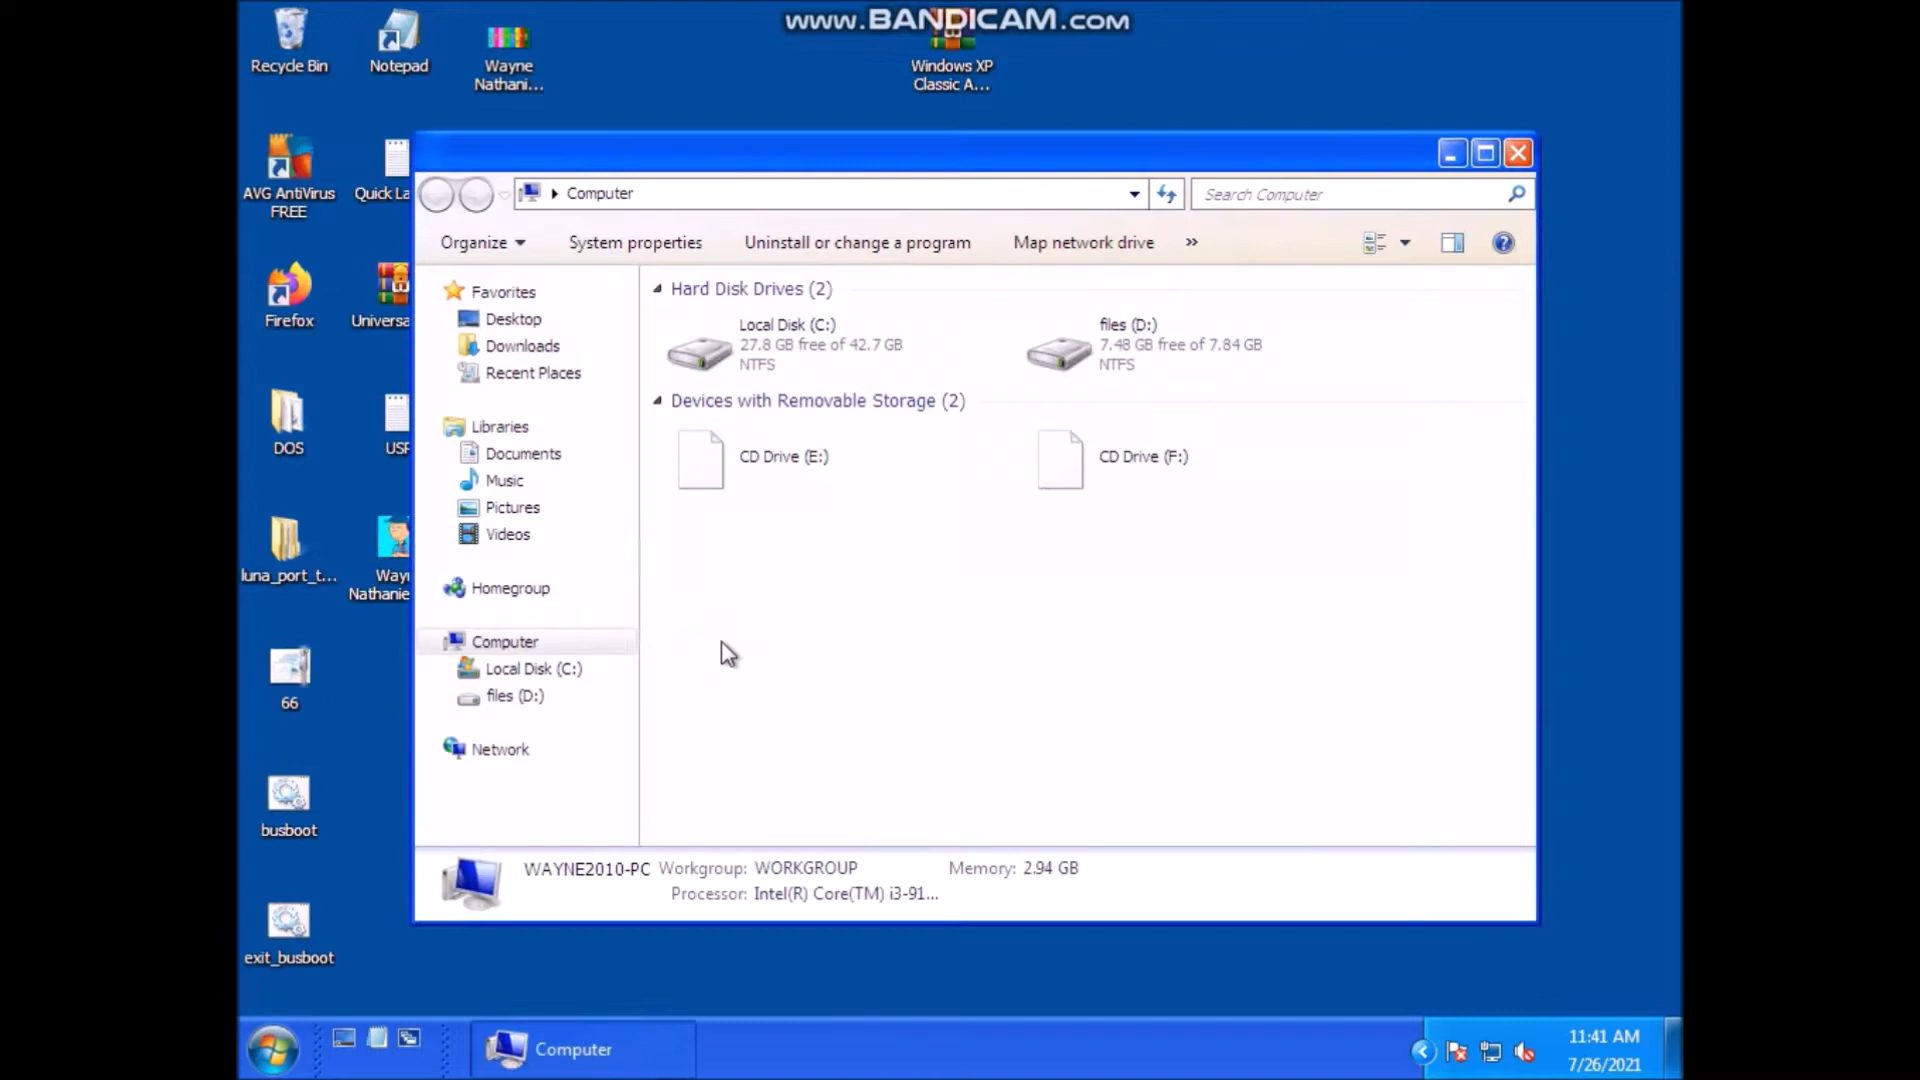 www.BANDICAM.com
Recycle Bin
Notepad
Wayne
Nathani...
Windows XP
Classic A...
AVG AntiVirus
FREE
Quick La
Firefox
Universa
DOS
USF
luna_port_t...
Way
Nathanie
66
busboot
exit_busboot
Computer
Search Computer
Organize
System properties
Uninstall or change a program
Map network drive
»
Favorites
Desktop
Downloads
Recent Places
Libraries
Documents
Music
Pictures
Videos
Homegroup
Computer
Local Disk (C:)
files (D:)
Network
Hard Disk Drives (2)
Local Disk (C:)
27.8 GB free of 42.7 GB
NTFS
files (D:)
7.48 GB free of 7.84 GB
NTFS
Devices with Removable Storage (2)
CD Drive (E:)
CD Drive (F:)
WAYNE2010-PC Workgroup: WORKGROUP Memory: 2.94 GB
Processor: Intel(R) Core(TM) i3-91...
Computer
11:41 AM
7/26/2021